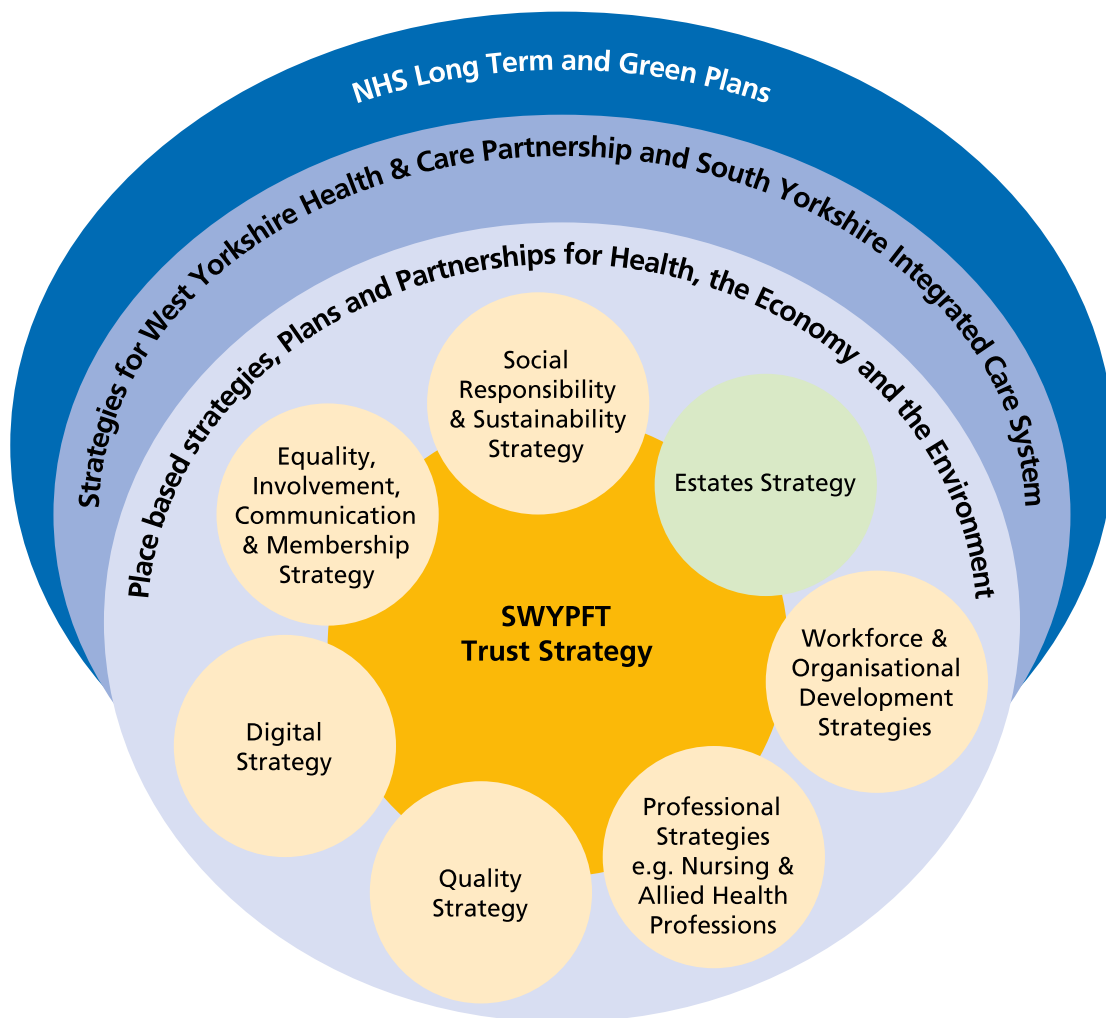 NHS Long Term and Green Plans
Strategies for West Yorkshire Health & Care Partnership and South Yorkshire Integrated Care System
Place based strategies, Plans and Partnerships for Health, the Economy and the Environment
Social
Responsibility
& Sustainability
Strategy
Estates Strategy
Equality,
Involvement,
Communication
& Membership
Strategy
SWYPFT
Trust Strategy
Workforce &
Organisational
Development
Strategies
Digital
Strategy
Professional
Strategies
e.g. Nursing &
Allied Health
Professions
Quality
Strategy